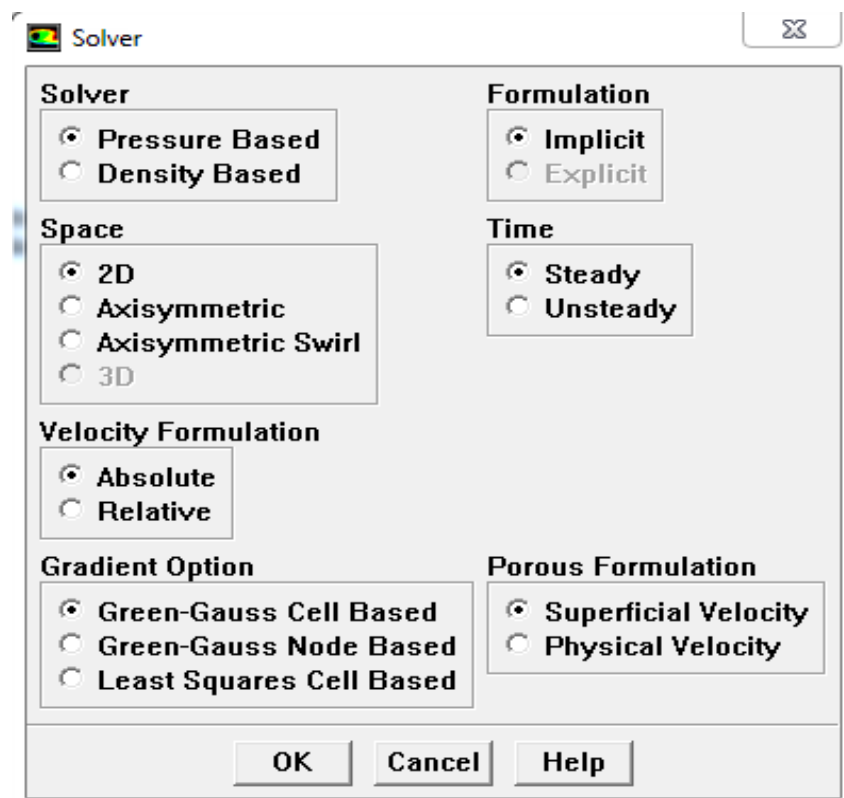 Solver
Solver
Pressure Based
Density Based
Formulation
Implicit
Explicit
Space
2D
Axisymmetric
Axisymmetric Swirl
3D
Time
Steady
Unsteady
Velocity Formulation
Absolute
Relative
Gradient Option
Green-Gauss Cell Based
Green-Gauss Node Based
Least Squares Cell Based
Porous Formulation
Superficial Velocity
Physical Velocity
OK
Cancel
Help